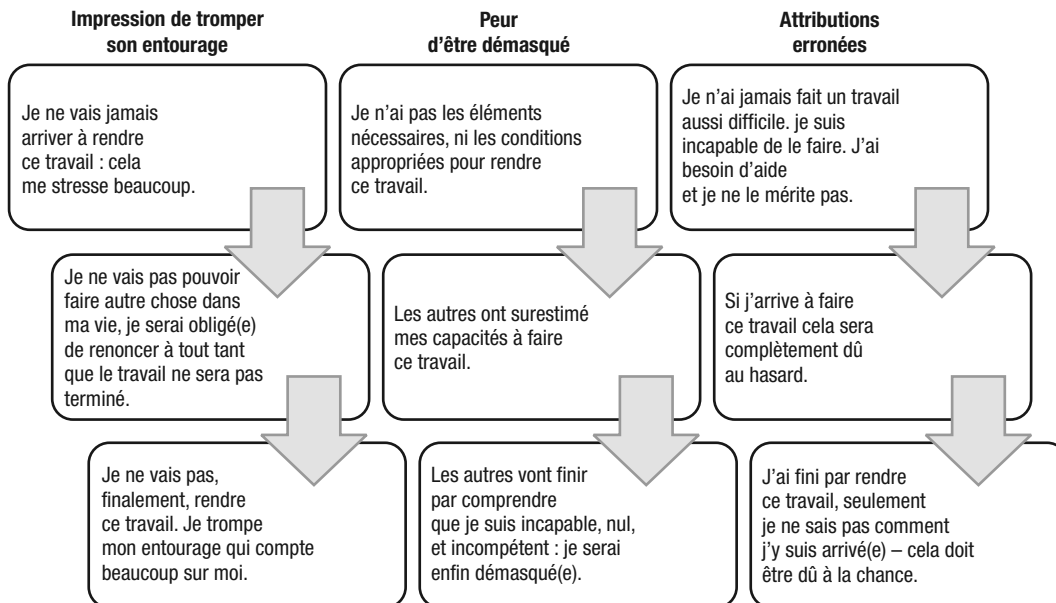 Impression de tromper
son entourage
Je ne vais jamais
arriver à rendre
ce travail : cela
me stresse beaucoup.
Je ne vais pas pouvoir
faire autre chose dans
ma vie, je serai obligé(e)
de renoncer à tout tant
que le travail ne sera pas
terminé.
Je ne vais pas,
finalement, rendre
ce travail. Je trompe
mon entourage qui compte
beaucoup sur moi.
Peur
d'être démasqué
Je n'ai pas les éléments
nécessaires, ni les conditions
appropriées pour rendre
ce travail.
Les autres ont surestimé
mes capacités à faire
ce travail.
Les autres vont finir
par comprendre
que je suis incapable, nul,
et incompétent : je serai
enfin démasqué(e).
Attributions
erronées
Je n'ai jamais fait un travail
aussi difficile. je suis
incapable de le faire. J'ai
besoin d'aide
et je ne le mérite pas.
Si j'arrive à faire
ce travail cela sera
complètement dû
au hasard.
J'ai fini par rendre
ce travail, seulement
je ne sais pas comment
j'y suis arrivé(e) – cela doit
être dû à la chance.